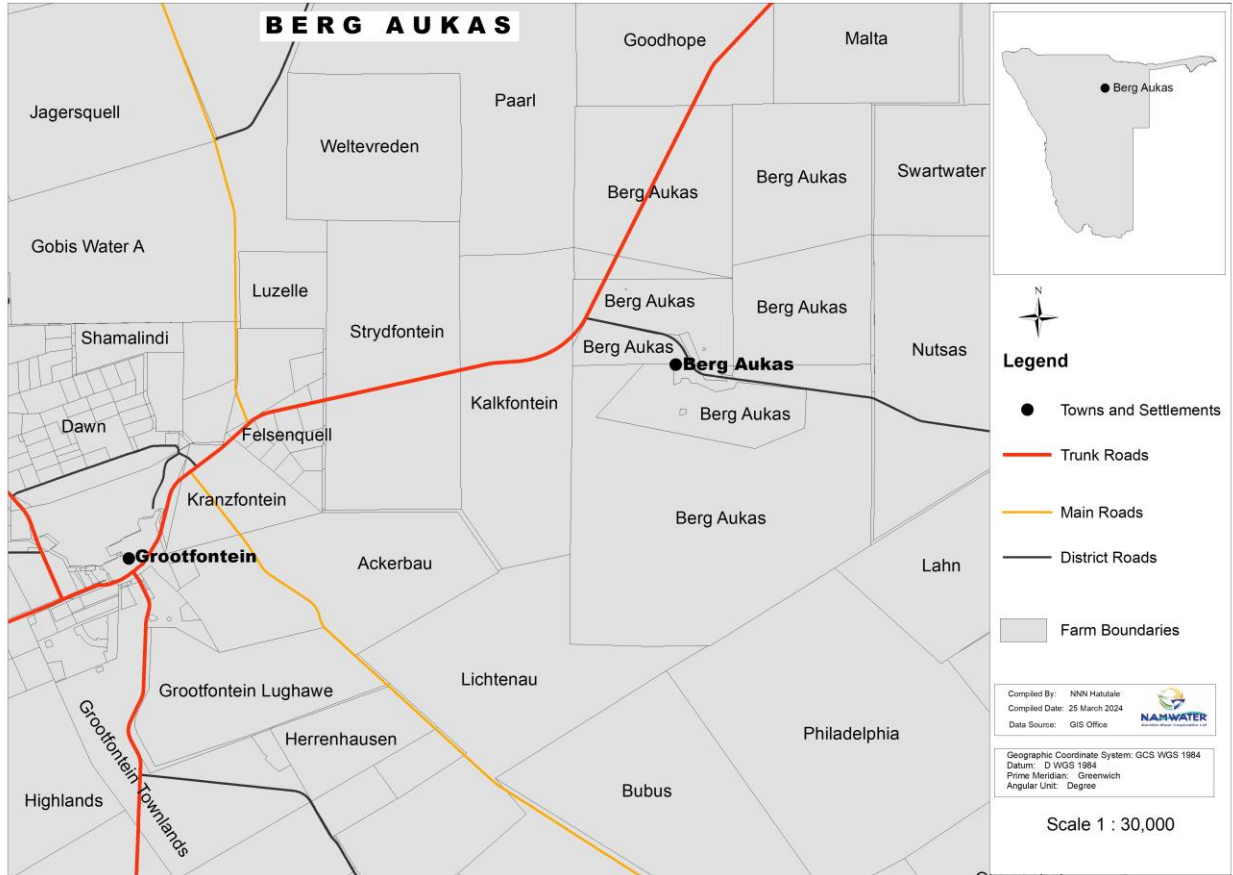 BERG AUKAS
Goodhope
Malta
Jagersquell
Paarl
Weltevreden
Berg Aukas
Berg Aukas
Swartwater
Gobis Water A
Luzelle
Berg Aukas
Berg Aukas
Shamalindi
Strydfontein
Berg Aukas
Nutsas
Berg Aukas
Kalkfontein
Dawn
Felsenquell
Berg Aukas
Kranzfontein
Berg Aukas
Grootfontein
Ackerbau
Lahn
Lichtenau
Grootfontein Lughawe
Herrenhausen
Philadelphia
Grootfontein Townlands
Highlands
Bubus
Berg Aukas
N
Legend
Towns and Settlements
Trunk Roads
Main Roads
District Roads
Farm Boundaries
Compiled By: NNN Hatutale
Compiled Date: 25 March 2024
Data Source: GIS Office
NAMWATER
Geographic Coordinate System: GCS WGS 1984
Datum: D WGS 1984
Prime Meridian: Greenwich
Angular Unit: Degree
Scale 1 : 30,000